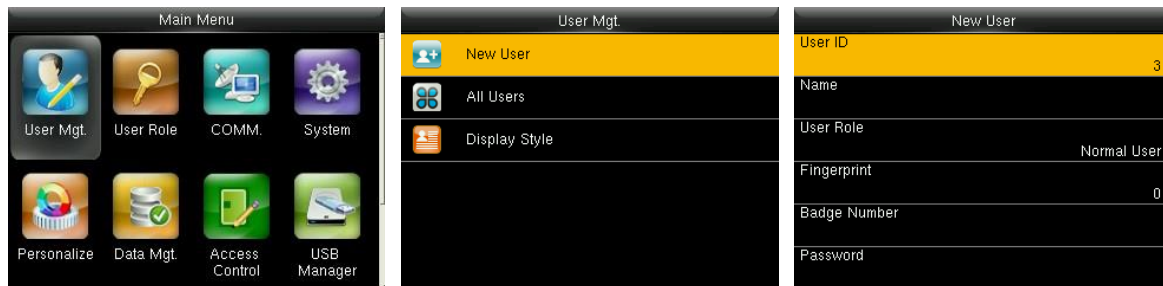 Main Menu
User Mgt.
User Role
COMM.
System
Personalize
Data Mgt.
Access
Control
USB
Manager
User Mgt.
New User
All Users
Display Style
New User
User ID
3
Name
User Role
Normal User
Fingerprint
0
Badge Number
Password